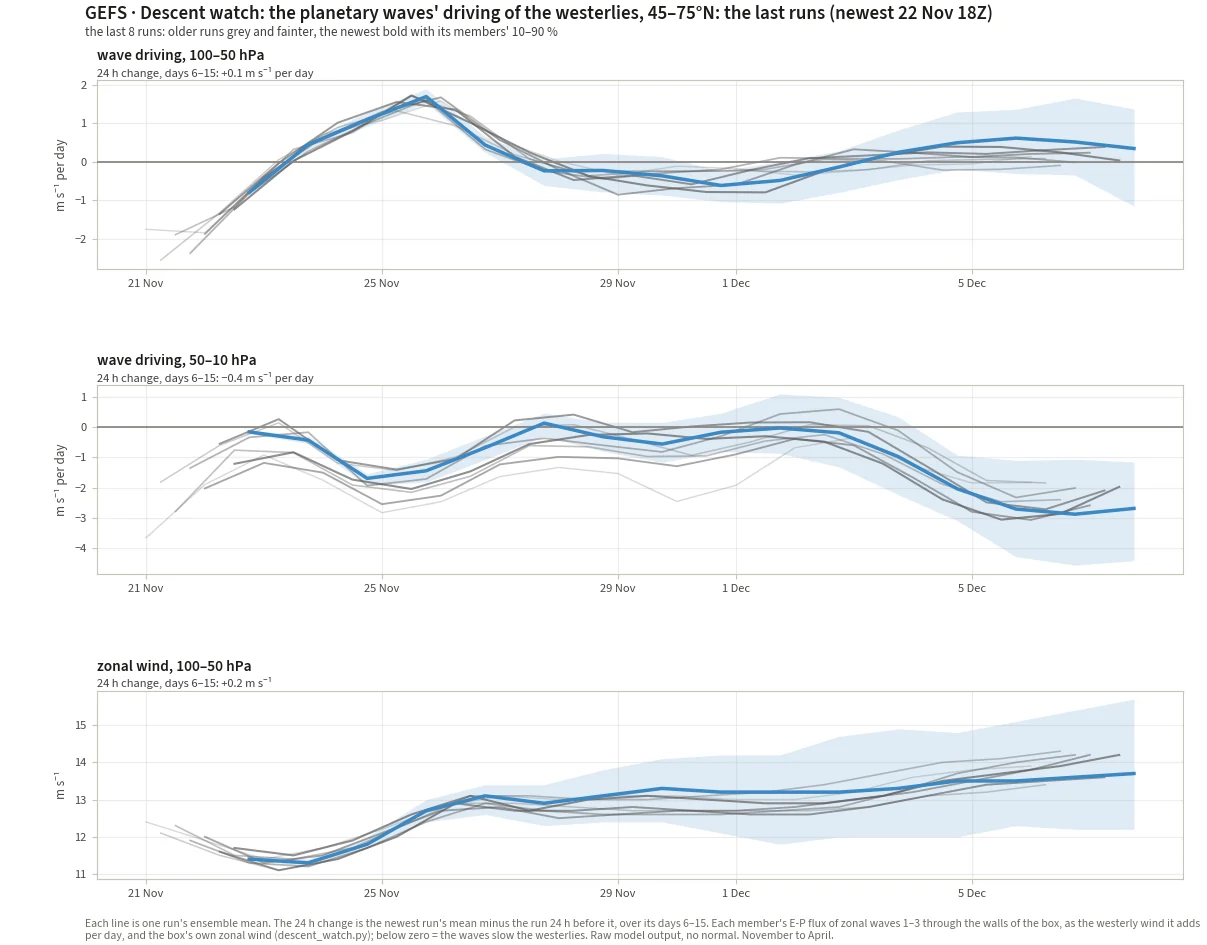 GEFS · Descent watch: the planetary waves' driving of the westerlies, 45–75°N: the last runs (newest 22 Nov 18Z)
the last 8 runs: older runs grey and fainter, the newest bold with its members' 10–90 %
wave driving, 100–50 hPa
24 h change, days 6–15: +0.1 m s⁻¹ per day
2
1
0
−1
−2
m s⁻¹ per day
21 Nov
25 Nov
29 Nov
1 Dec
5 Dec
wave driving, 50–10 hPa
24 h change, days 6–15: −0.4 m s⁻¹ per day
1
0
−1
−2
−3
−4
m s⁻¹ per day
21 Nov
25 Nov
29 Nov
1 Dec
5 Dec
zonal wind, 100–50 hPa
24 h change, days 6–15: +0.2 m s⁻¹
15
14
13
12
11
m s⁻¹
21 Nov
25 Nov
29 Nov
1 Dec
5 Dec
Each line is one run's ensemble mean. The 24 h change is the newest run's mean minus the run 24 h before it, over its days 6–15. Each member's E-P flux of zonal waves 1–3 through the walls of the box, as the westerly wind it adds
per day, and the box's own zonal wind (descent_watch.py); below zero = the waves slow the westerlies. Raw model output, no normal. November to April.